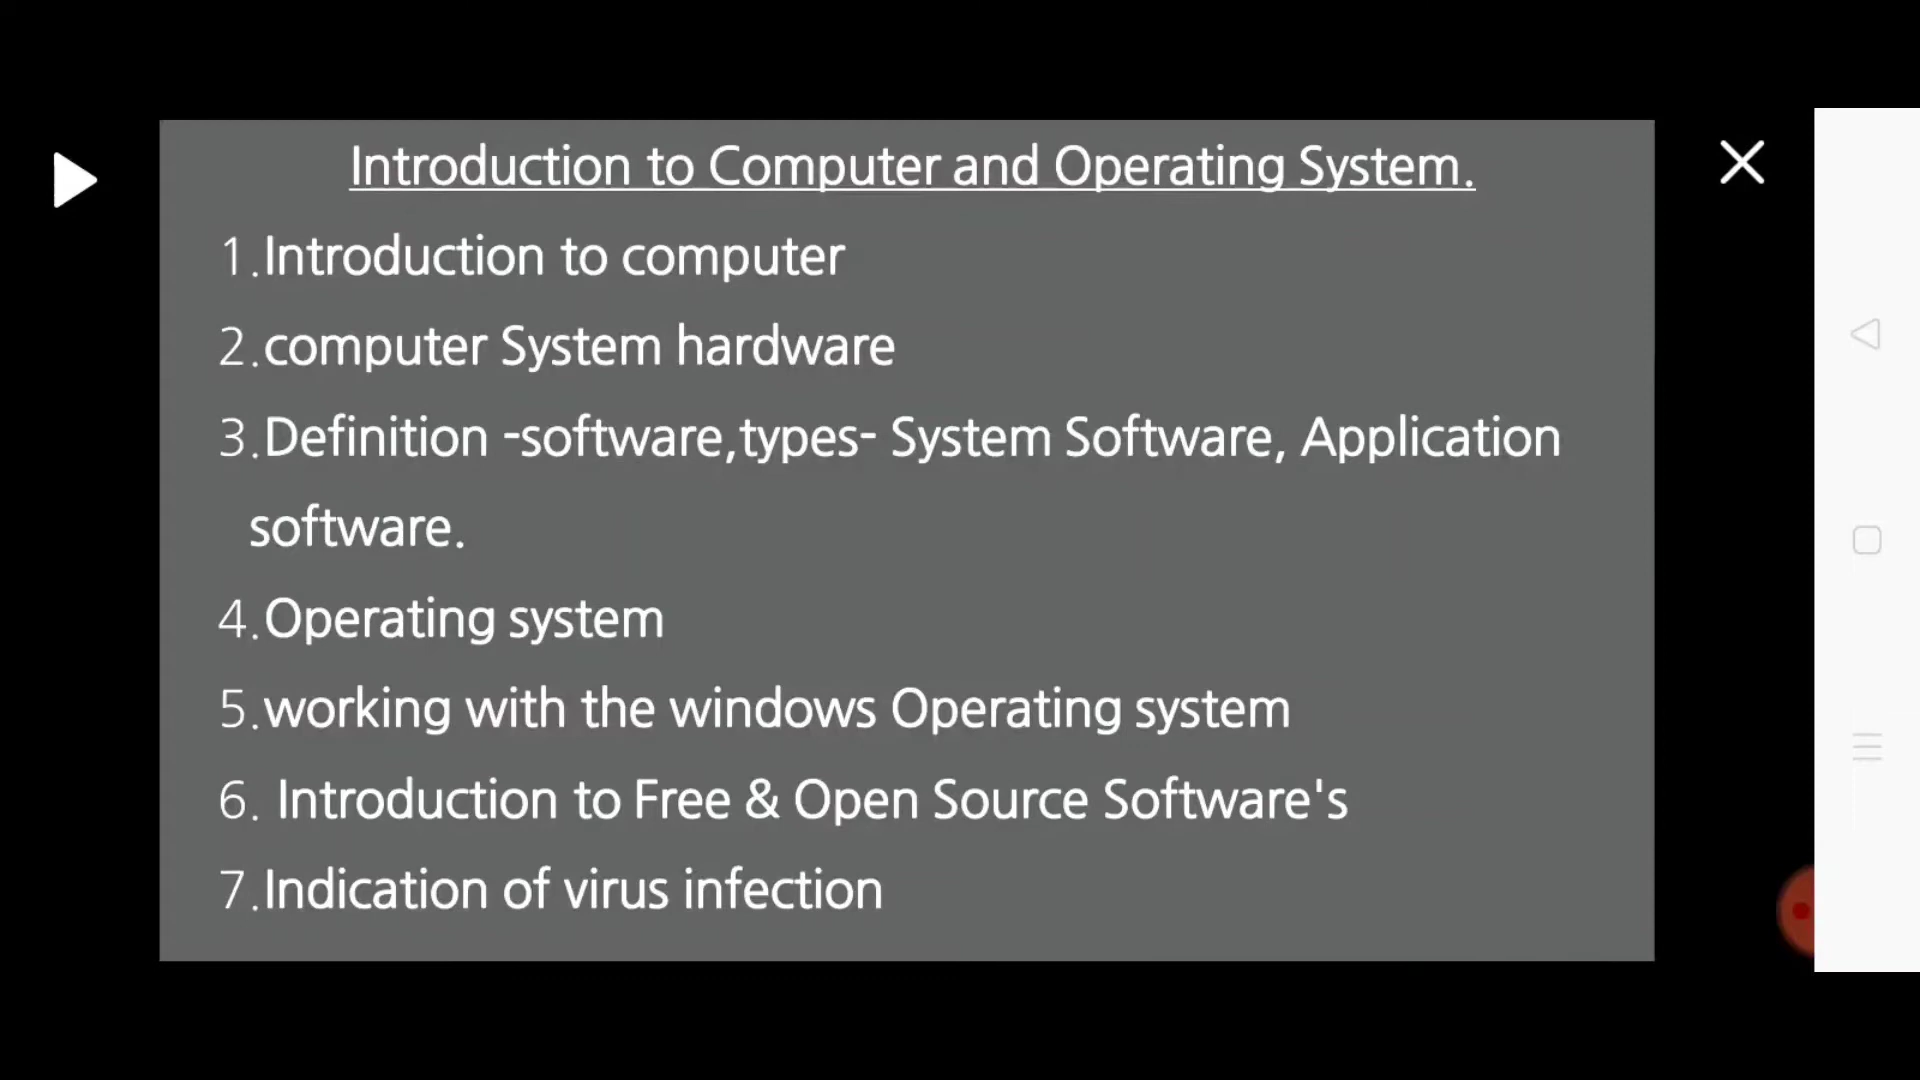 Introduction to Computer and Operating System.
1.Introduction to computer
2.computer System hardware
3.Definition -software,types- System Software, Application
software.
4.Operating system
5.working with the windows Operating system
6. Introduction to Free & Open Source Software's
7.Indication of virus infection